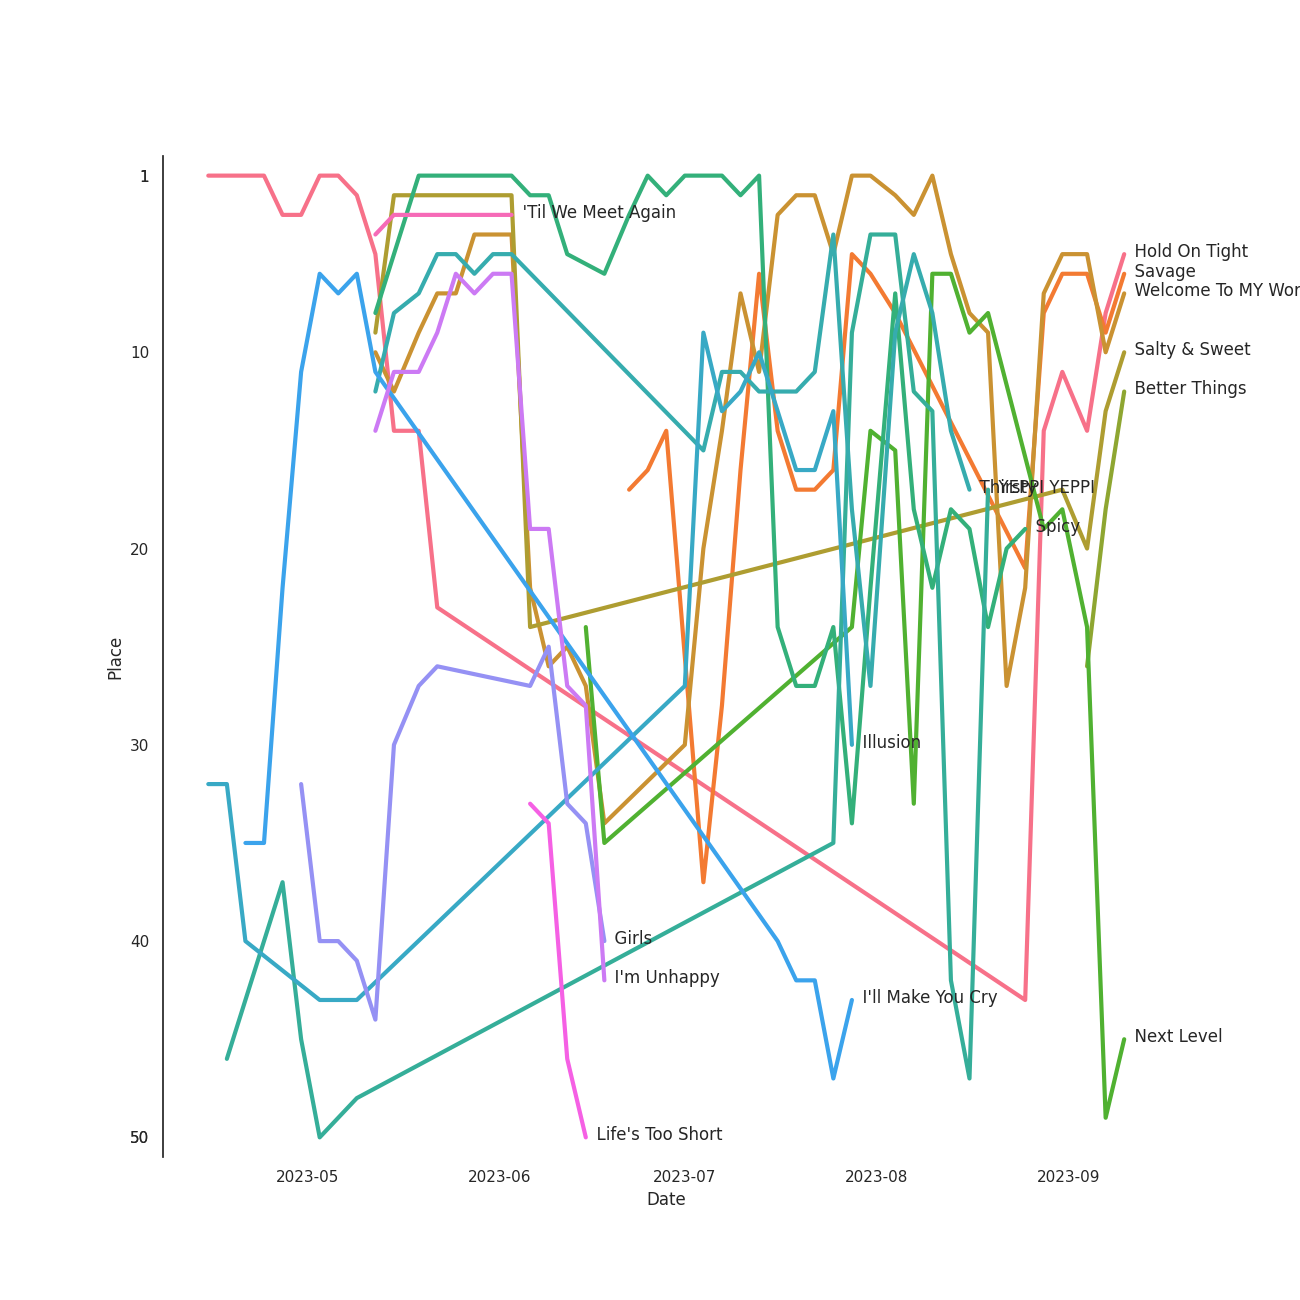 1
'Til We Meet Again
Hold On Tight
Savage
Welcome To MY Wor
10
Salty & Sweet
Better Things
Thirsty
YEPPI YEPPI
Spicy
20
Place
30
Illusion
40
Girls
I'm Unhappy
I'll Make You Cry
Next Level
50
Life's Too Short
2023-05
2023-06
2023-07
2023-08
2023-09
Date